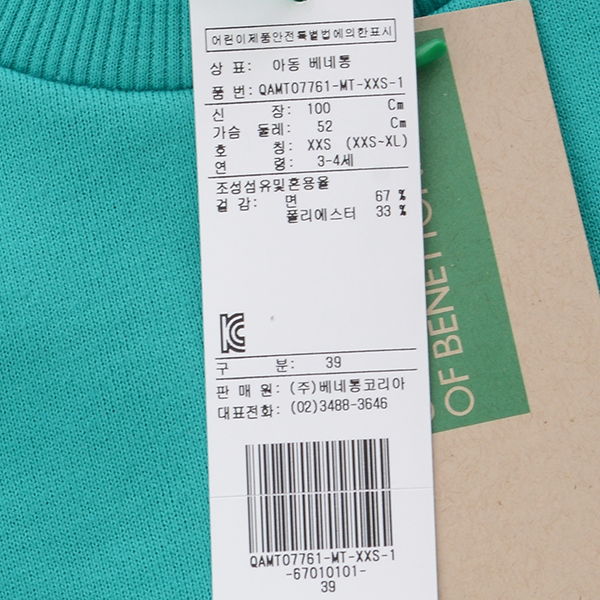 어린이제품안전특별법에의한표시
상 표: 아동 베네통
품 번: QAMT07761-MT-XXS-1
신 장: 100 Cm
가슴 둘레: 52 Cm
호 칭: XXS (XXS~XL)
연 령: 3-4세
조성섬유및혼용율
겉 감: 면 67 %
폴리에스터 33 %
KC
구 분: 39
판 매 원: (주)베네통코리아
대표전화: (02)3488-3646
QAMT07761-MT-XXS-1
-67010101-
39
OF BENETTON